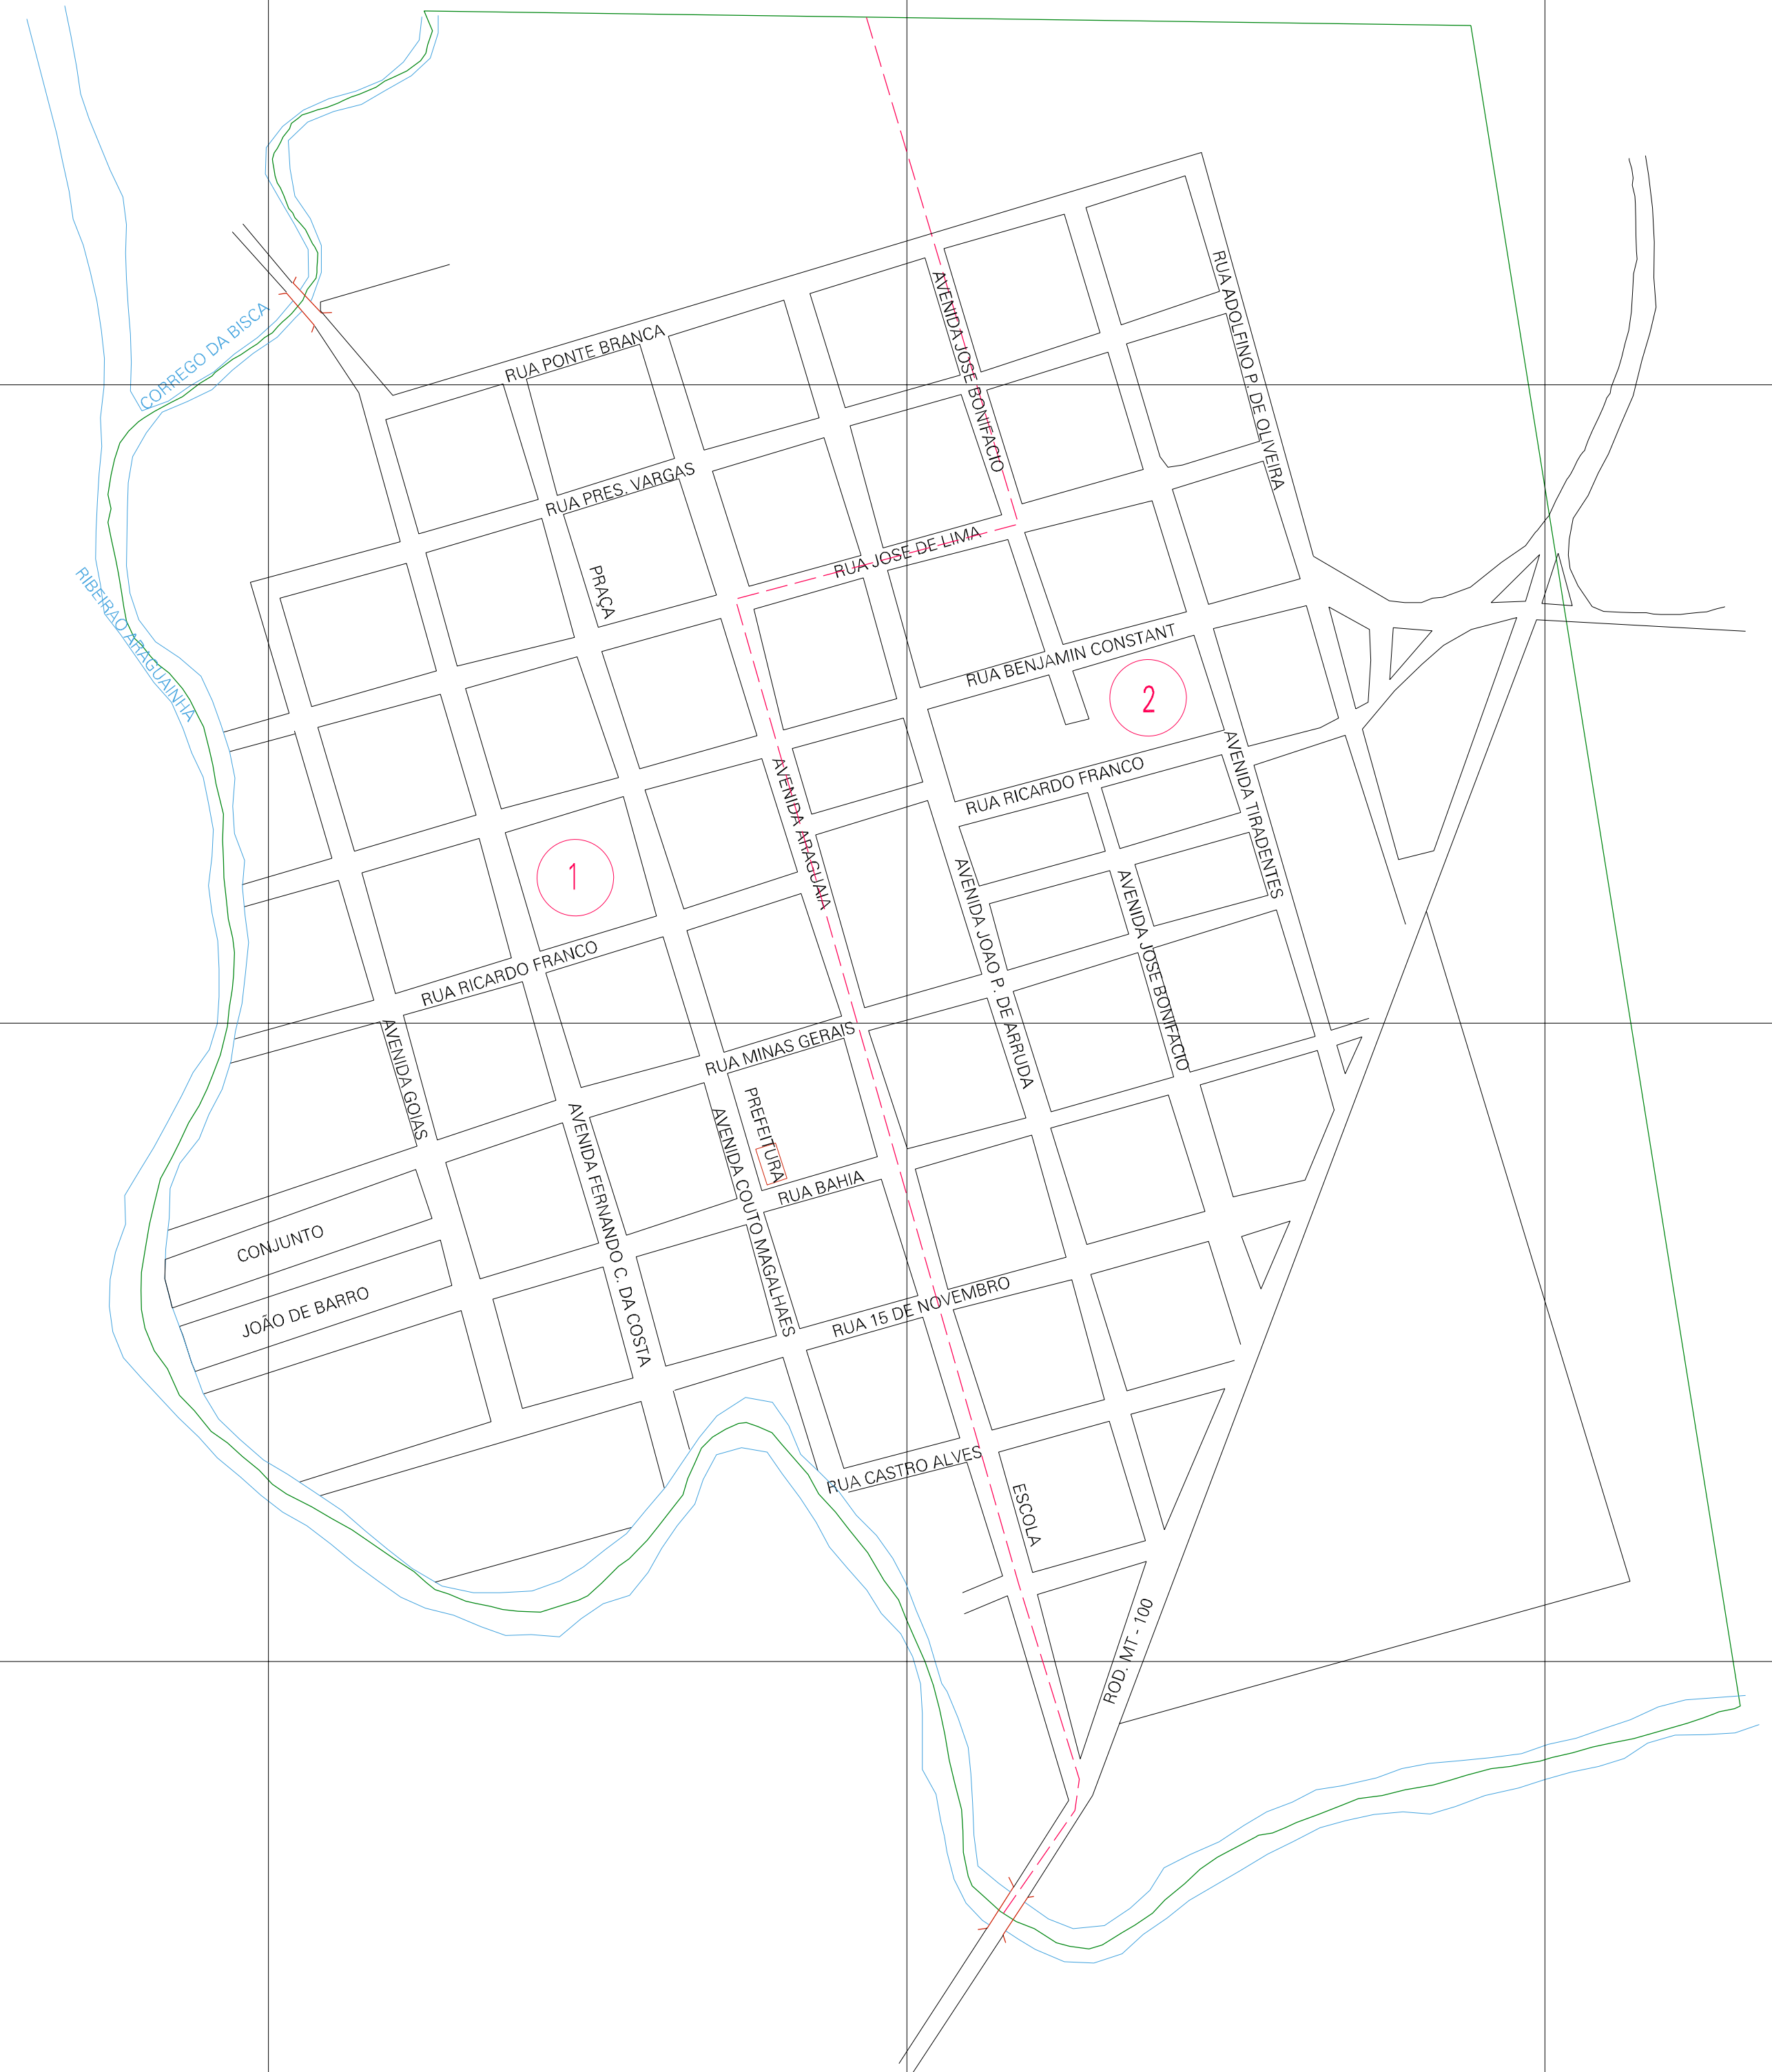 RUA ADOLFINO P. DE OLIVEIRA
AVENIDA JOSE BONIFACIO
CORREGO DA BISCA
RUA PONTE BRANCA
RUA PRES. VARGAS
RUA JOSE DE LIMA
PRAÇA
RIBEIRAO ARAGUAINHA
RUA BENJAMIN CONSTANT
2
RUA RICARDO FRANCO
AVENIDA TIRADENTES
AVENIDA ARAGUAIA
1
AVENIDA JOAO P. DE ARRUDA
AVENIDA JOSE BONIFACIO
RUA RICARDO FRANCO
AVENIDA GOIAS
RUA MINAS GERAIS
PREFEITURA
AVENIDA FERNANDO C. DA COSTA
AVENIDA COUTO MAGALHAES
RUA BAHIA
CONJUNTO
JOÃO DE BARRO
RUA 15 DE NOVEMBRO
RUA CASTRO ALVES
ESCOLA
ROD. MT - 100